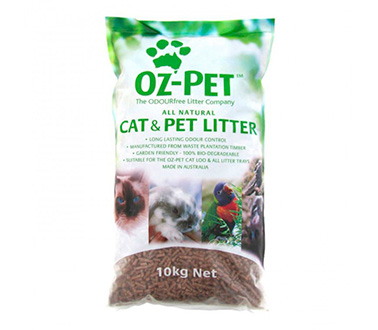 OZ-PET™
The ODOURfree Litter Company
ALL NATURAL
CAT & PET LITTER
• LONG LASTING ODOUR CONTROL
• MANUFACTURED FROM WASTE PLANTATION TIMBER
• GARDEN FRIENDLY - 100% BIO-DEGRADEABLE
• SUITABLE FOR THE OZ-PET CAT LOO & ALL LITTER TRAYS
MADE IN AUSTRALIA
10kg Net